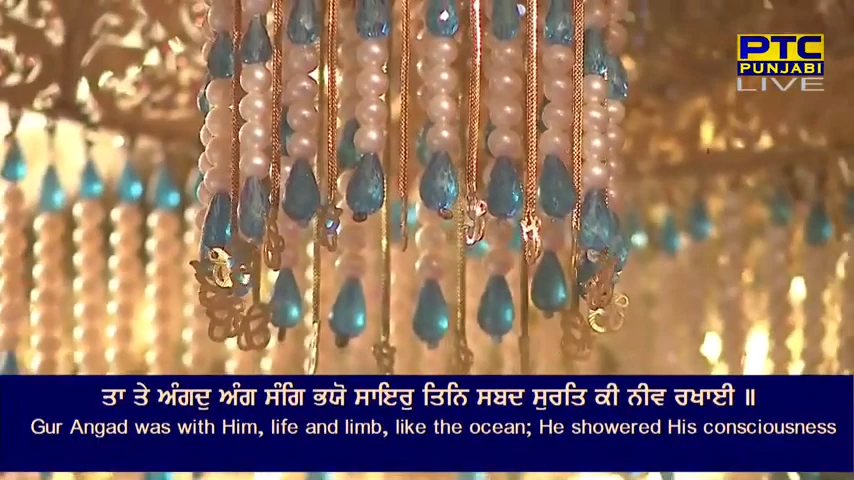 PTC
PUNJABI
LIVE
ਤਾ ਤੇ ਅੰਗਦੁ ਅੰਗ ਸੰਗਿ ਭਯੋ ਸਾਇਰੁ ਤਿਨਿ ਸਬਦ ਸੁਰਤਿ ਕੀ ਨੀਵ ਰਖਾਈ ॥
Gur Angad was with Him, life and limb, like the ocean; He showered His consciousness